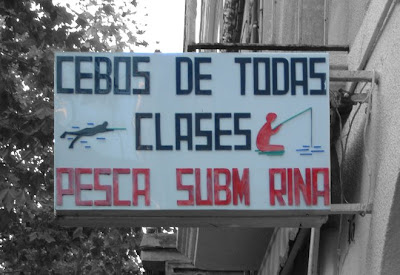 CEBOS DE TODAS
CLASES
PESCA SUBM RINA